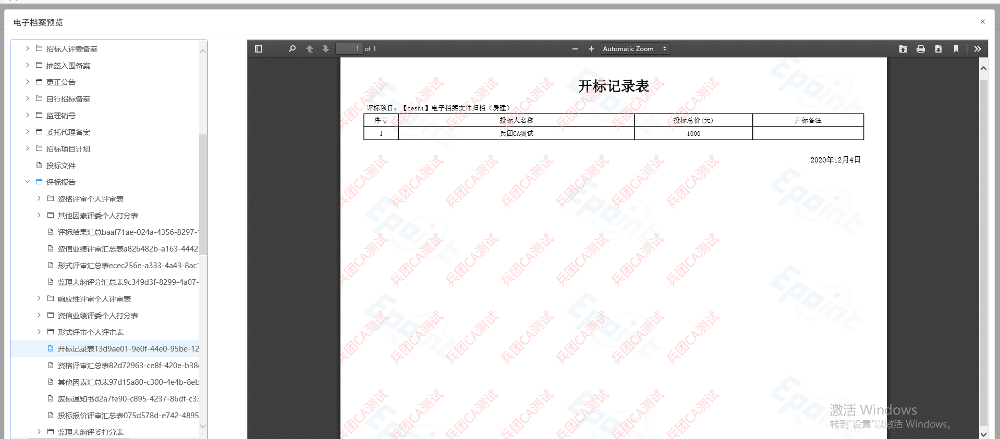 电子档案预览
招标人评委备案
抽签入围备案
更正公告
自行招标备案
监理销号
委托代理备案
招标项目计划
投标文件
评标报告
资格评审个人评审表
其他因素评委个人打分表
评标结果汇总baaf71ae-024a-4356-8297-
资信业绩评审汇总表a826482b-a163-4442
形式评审汇总表ecec256e-a333-4a43-8ac
监理大纲评分汇总表9c349d3f-8299-4a07-
响应性评审个人评审表
资信业绩评委个人打分表
形式评审个人评审表
开标记录表13d9ae01-9e0f-44e0-95be-12
资格评审汇总表82d72963-ce8f-420e-b38
其他因素汇总表97d15a80-c300-4e4b-8eb
废标通知书d2a7fe90-c895-4237-86df-c33
投标报价评审汇总表075d578d-e742-4895
监理大纲评委打分表
1 of 1
Automatic Zoom
开标记录表
评标项目：【ceshi】电子档案文件归档（房建）
序号 投标人名称 投标总价(元) 开标备注
1 兵团CA测试 1000
2020年12月4日
兵团CA测试
Epoint
激活 Windows
转到“设置”以激活 Windows。